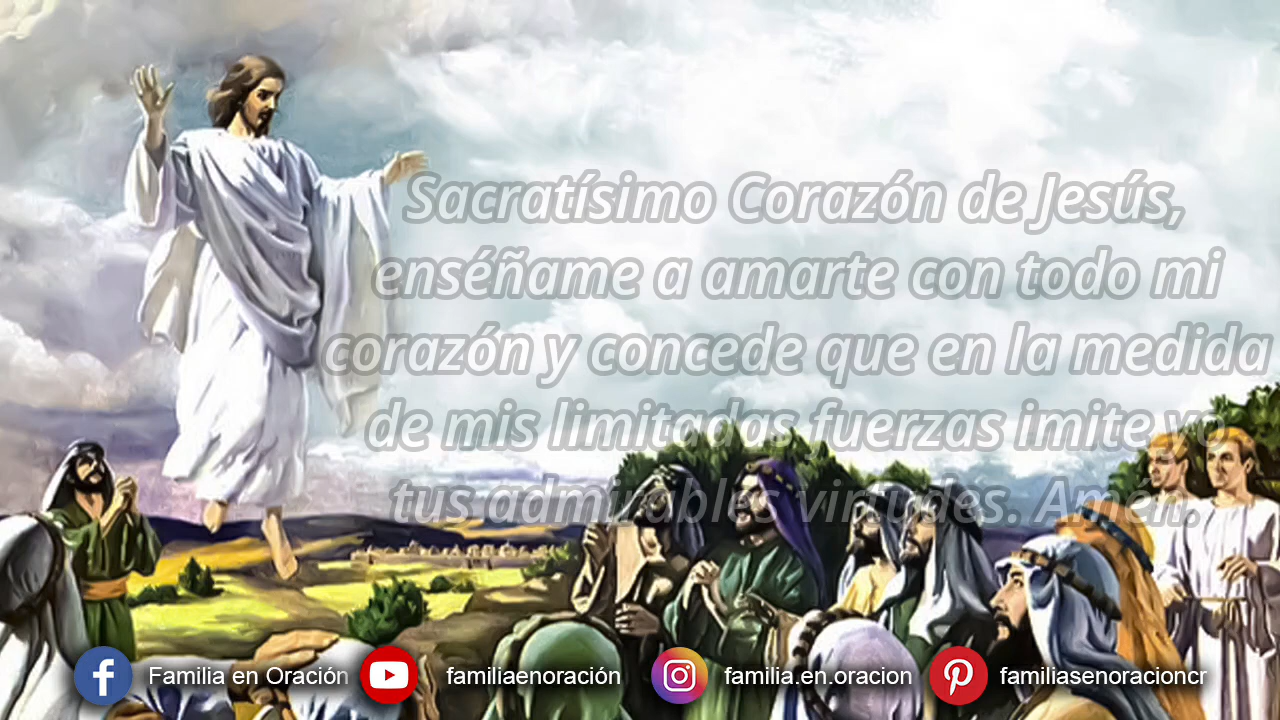 Sacratísimo Corazón de Jesús,
enséñame a amarte con todo mi
corazón y concede que en la medida
de mis limitadas fuerzas imite yo
tus admirables virtudes. Amén.
Familia en Oración familiaenoración familia.en.oracion familiasenoracioncr